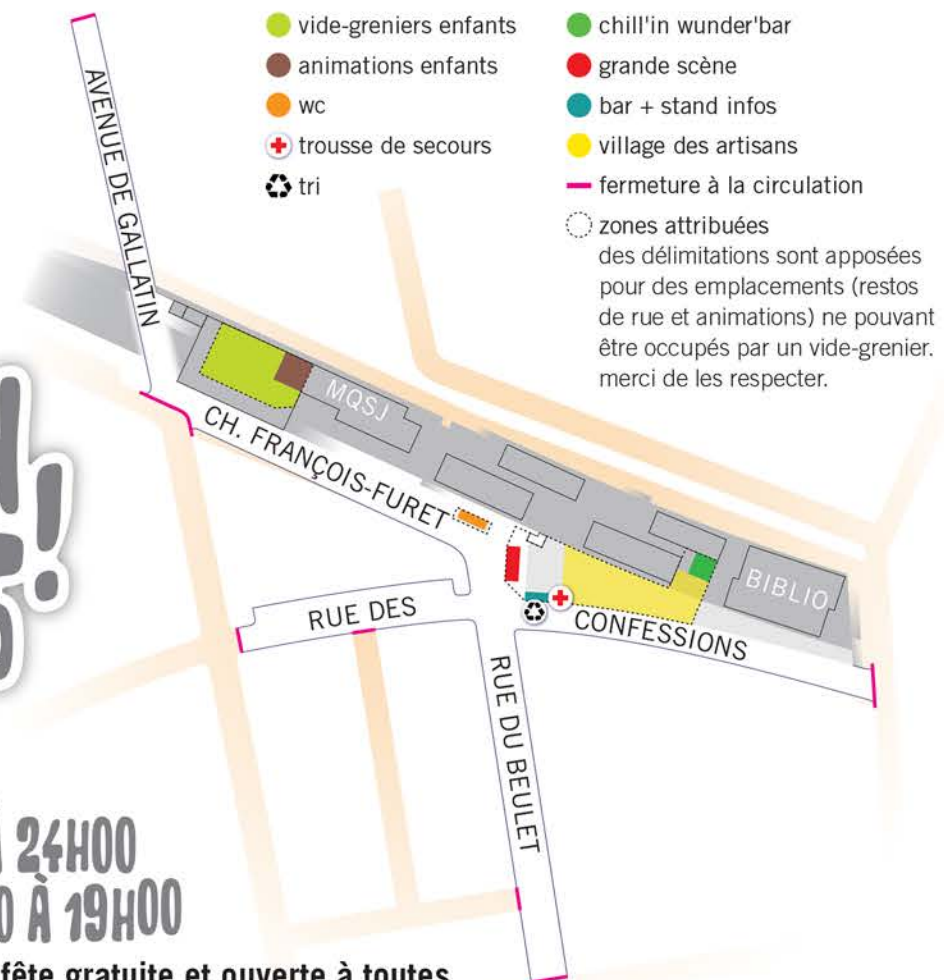 vide-greniers enfants
animations enfants
wc
trousse de secours
tri
chill'in wunder'bar
grande scène
bar + stand infos
village des artisans
fermeture à la circulation
zones attribuées
des délimitations sont apposées
pour des emplacements (restos
de rue et animations) ne pouvant
être occupés par un vide-grenier.
merci de les respecter.
AVENUE DE GALLATIN
MQSJ
CH. FRANÇOIS-FURET
BIBLIO
RUE DES
CONFESSIONS
RUE DU BEULET
24H00
0 À 19H00
fête gratuite et ouverte à toutes